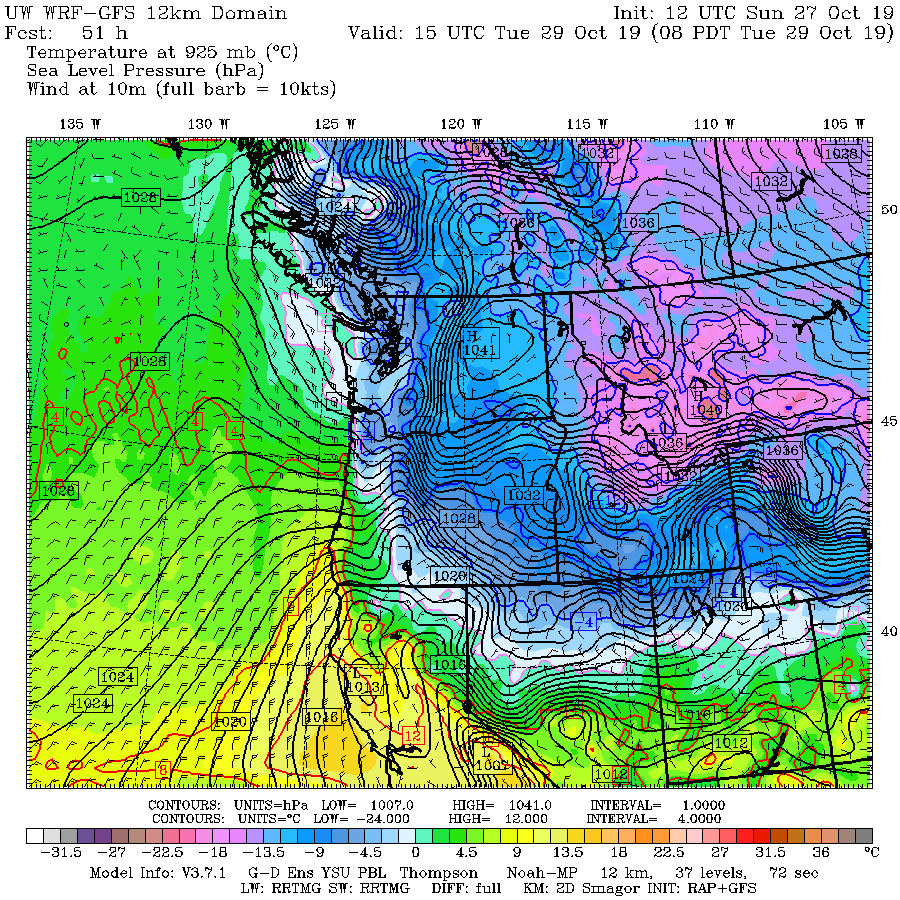 UW WRF-GFS 12km Domain Init: 12 UTC Sun 27 Oct 19
Fcst: 51 h Valid: 15 UTC Tue 29 Oct 19 (08 PDT Tue 29 Oct 19)
Temperature at 925 mb (°C)
Sea Level Pressure (hPa)
Wind at 10m (full barb = 10kts)
135 W 130 W 125 W 120 W 115 W 110 W 105 W
1032 1028
1028 1024 1032 50
1036 1036
1028 H 1041
4 4 4 H 1040 45
1036 1036
1028 1032
1028
1020 1024
-4 40
1016
1024 L 1013
1024 1020 1016 1016
12 1012
8 1007 1012
CONTOURS: UNITS=hPa LOW= 1007.0 HIGH= 1041.0 INTERVAL= 1.0000
CONTOURS: UNITS=°C LOW= -24.000 HIGH= 12.000 INTERVAL= 4.0000
-31.5 -27 -22.5 -18 -13.5 -9 -4.5 0 4.5 9 13.5 18 22.5 27 31.5 36 °C
Model Info: V3.7.1 G-D Ens YSU PBL Thompson Noah-MP 12 km, 37 levels, 72 sec
LW: RRTMG SW: RRTMG DIFF: full KM: 2D Smagor INIT: RAP+GFS